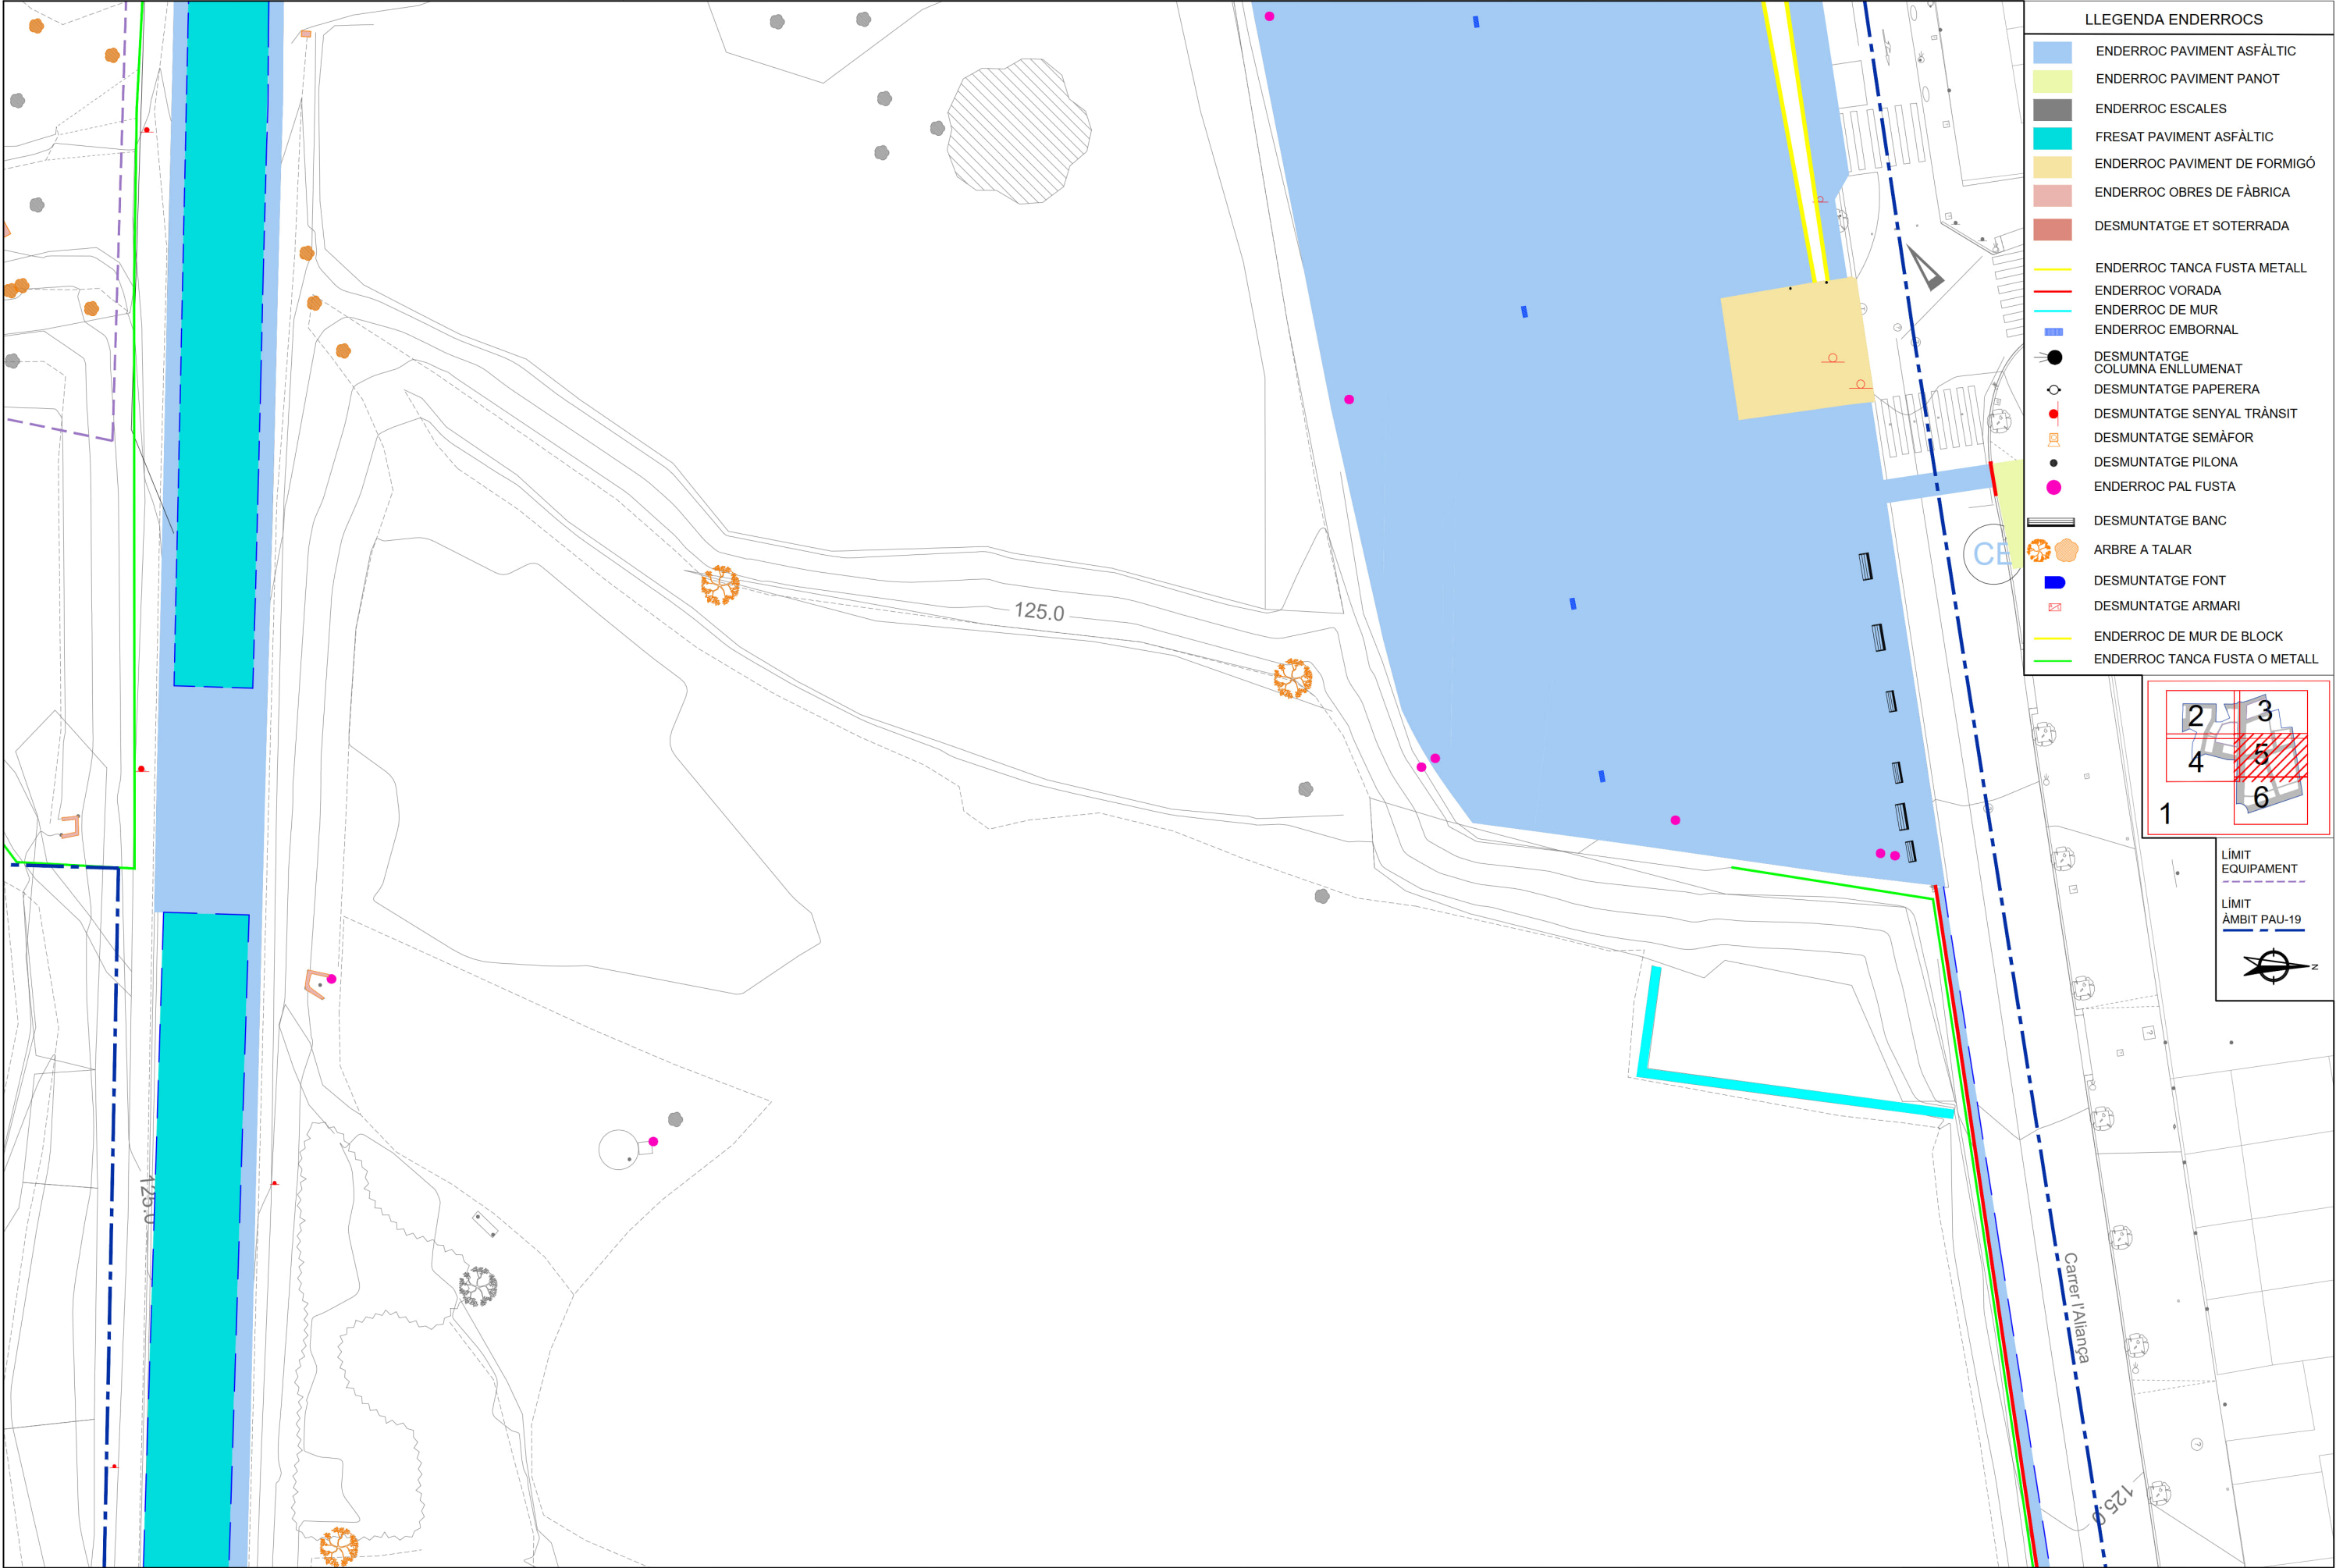 LLEGENDA ENDERROCS
ENDERROC PAVIMENT ASFÀLTIC
ENDERROC PAVIMENT PANOT
ENDERROC ESCALES
FRESAT PAVIMENT ASFÀLTIC
ENDERROC PAVIMENT DE FORMIGÓ
ENDERROC OBRES DE FÀBRICA
DESMUNTATGE ET SOTERRADA
ENDERROC TANCA FUSTA METALL
ENDERROC VORADA
ENDERROC DE MUR
ENDERROC EMBORNAL
DESMUNTATGE
COLUMNA ENLLUMENAT
DESMUNTATGE PAPERERA
DESMUNTATGE SENYAL TRÀNSIT
DESMUNTATGE SEMÀFOR
DESMUNTATGE PILONA
ENDERROC PAL FUSTA
DESMUNTATGE BANC
ARBRE A TALAR
DESMUNTATGE FONT
DESMUNTATGE ARMARI
ENDERROC DE MUR DE BLOCK
ENDERROC TANCA FUSTA O METALL
2
3
4
5
6
1
LÍMIT
EQUIPAMENT
LÍMIT
ÀMBIT PAU-19
N
CE
125.0
125.0
Carrer l'Aliança
125.0